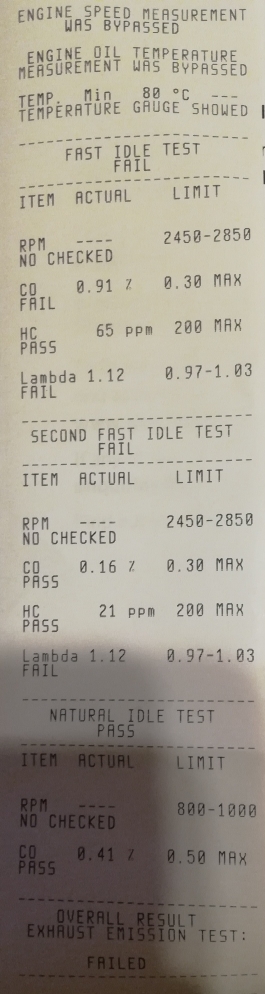 ENGINE SPEED MEASUREMENT
WAS BYPASSED
ENGINE OIL TEMPERATURE
MEASUREMENT WAS BYPASSED
TEMP. Min 80 °C ---
TEMPERATURE GAUGE SHOWED
------------------------
FAST IDLE TEST
FAIL
------------------------
ITEM ACTUAL LIMIT
RPM ---- 2450-2850
NO CHECKED
CO 0.91 % 0.30 MAX
FAIL
HC 65 ppm 200 MAX
PASS
Lambda 1.12 0.97-1.03
FAIL
------------------------
SECOND FAST IDLE TEST
FAIL
------------------------
ITEM ACTUAL LIMIT
RPM ---- 2450-2850
NO CHECKED
CO 0.16 % 0.30 MAX
PASS
HC 21 ppm 200 MAX
PASS
Lambda 1.12 0.97-1.03
FAIL
------------------------
NATURAL IDLE TEST
PASS
------------------------
ITEM ACTUAL LIMIT
RPM ---- 800-1000
NO CHECKED
CO 0.41 % 0.50 MAX
PASS
------------------------
OVERALL RESULT
EXHAUST EMISSION TEST:
FAILED
------------------------